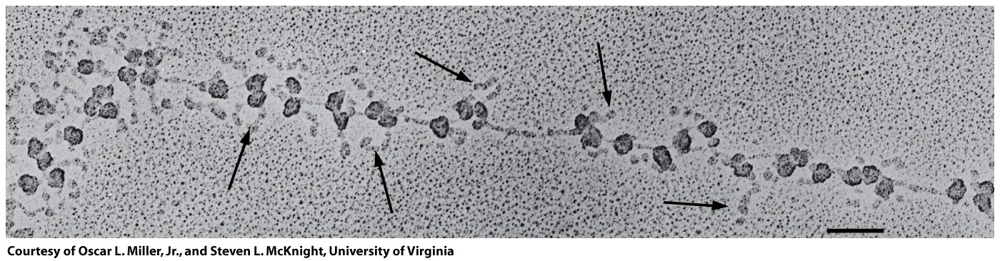 Courtesy of Oscar L. Miller, Jr., and Steven L. McKnight, University of Virginia